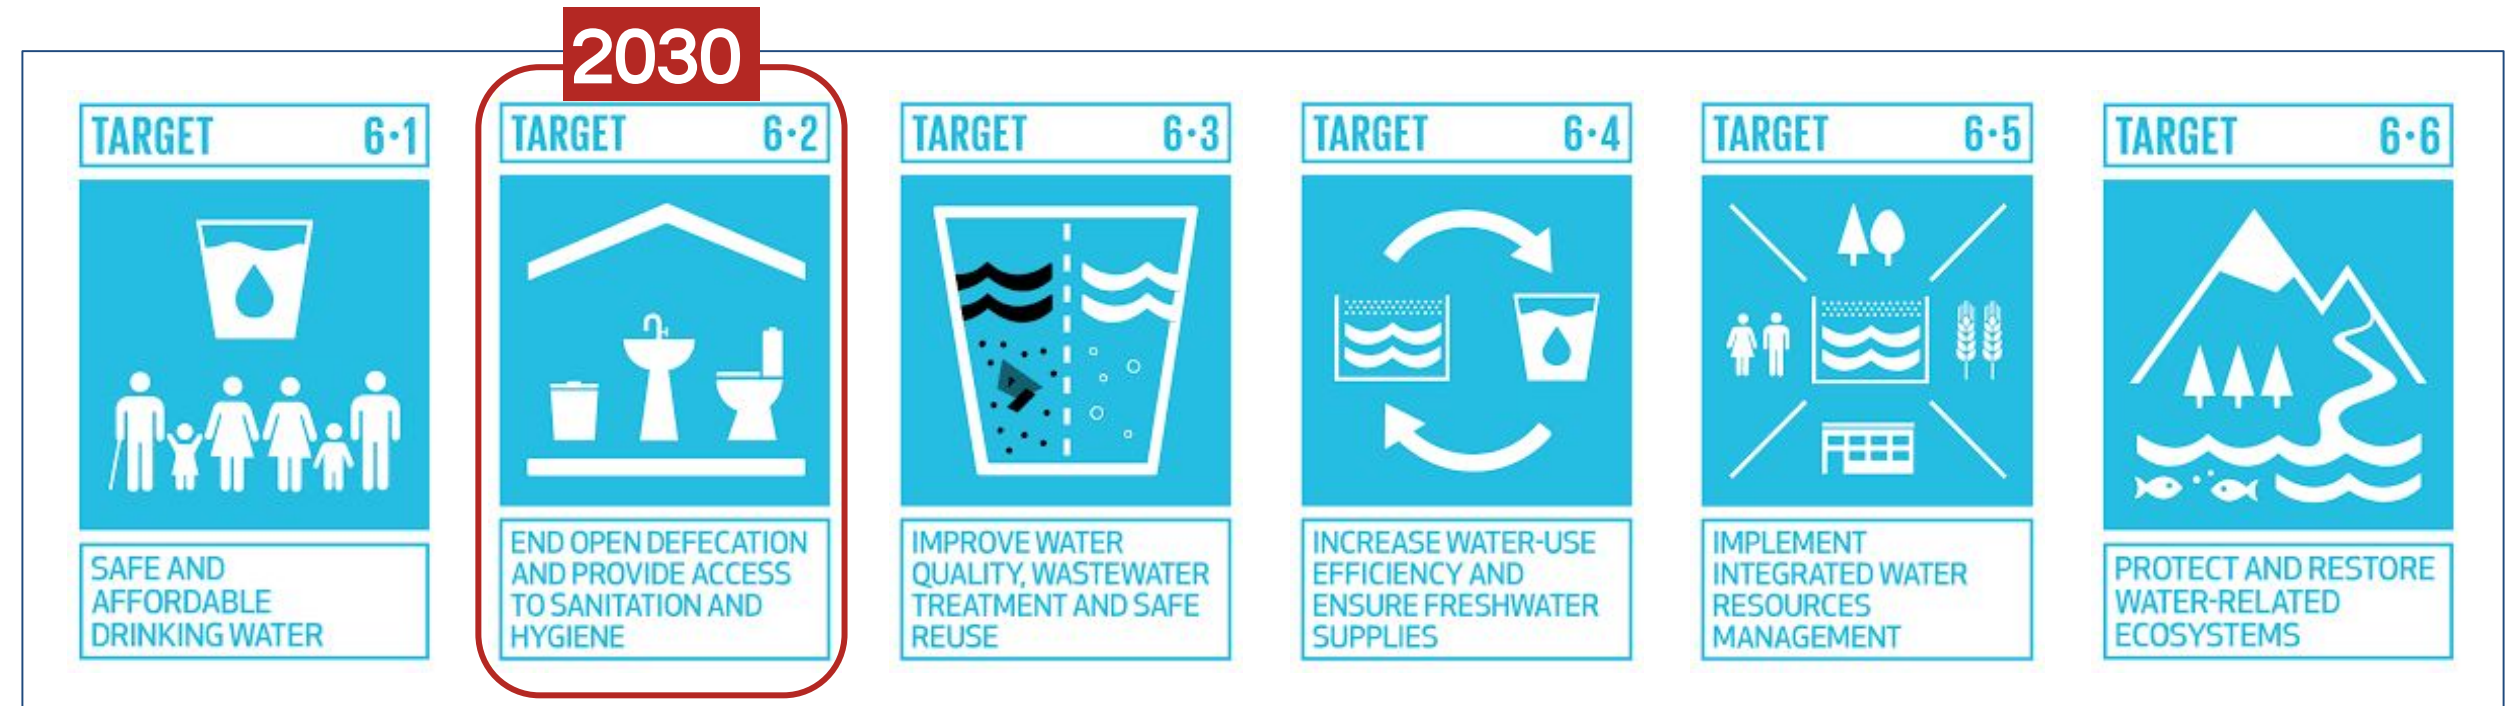 2030
TARGET 6.1
SAFE AND
AFFORDABLE
DRINKING WATER
TARGET 6.2
END OPEN DEFECATION
AND PROVIDE ACCESS
TO SANITATION AND
HYGIENE
TARGET 6.3
IMPROVE WATER
QUALITY, WASTEWATER
TREATMENT AND SAFE
REUSE
TARGET 6.4
INCREASE WATER-USE
EFFICIENCY AND
ENSURE FRESHWATER
SUPPLIES
TARGET 6.5
IMPLEMENT
INTEGRATED WATER
RESOURCES
MANAGEMENT
TARGET 6.6
PROTECT AND RESTORE
WATER-RELATED
ECOSYSTEMS